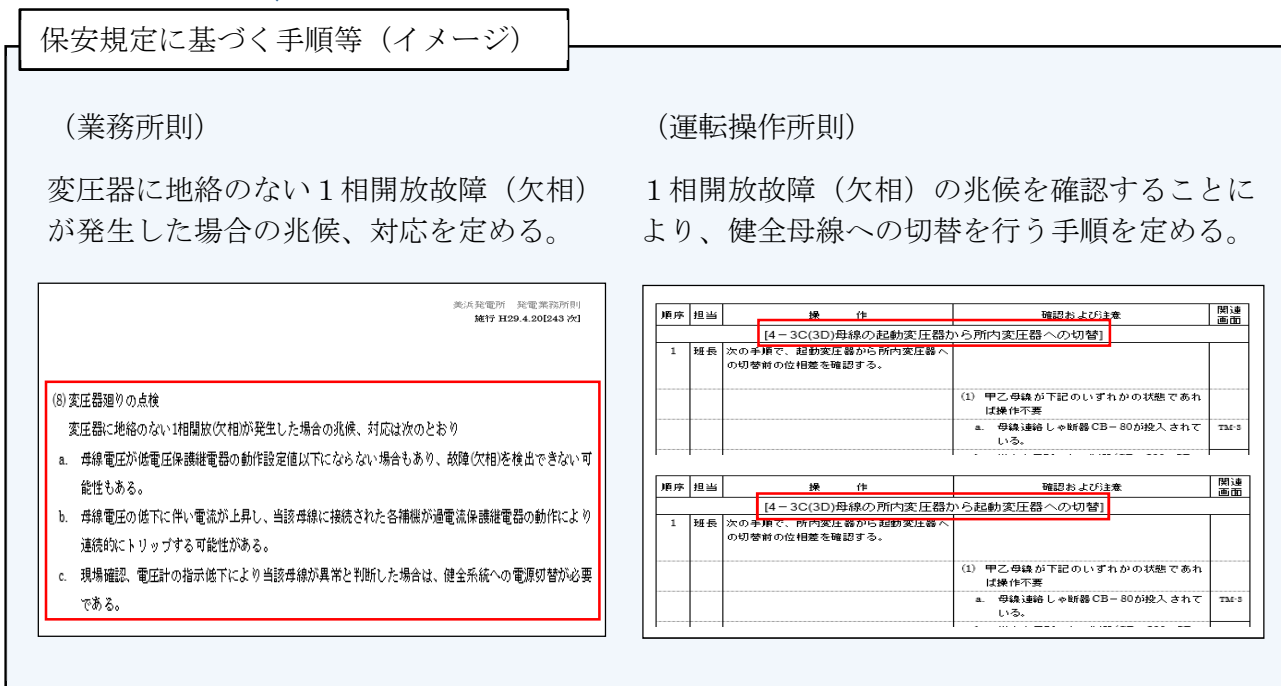 保安規定に基づく手順等（イメージ）
（業務所則）
変圧器に地絡のない１相開放故障（欠相）
が発生した場合の兆候、対応を定める。
美浜発電所　発電業務所則
施行 H29.4.20[243 次]
(8) 変圧器廻りの点検
変圧器に地絡のない1相開放(欠相)が発生した場合の兆候、対応は次のとおり
a. 母線電圧が低電圧保護継電器の動作設定値以下にならない場合もあり、故障(欠相)を検出できない可
能性もある。
b. 母線電圧の低下に伴い電流が上昇し、当該母線に接続された各補機が過電流保護継電器の動作により
連続的にトリップする可能性がある。
c. 現場確認、電圧計の指示低下により当該母線が異常と判断した場合は、健全系統への電源切替が必要
である。
（運転操作所則）
１相開放故障（欠相）の兆候を確認することに
より、健全母線への切替を行う手順を定める。
順序 担当 操　作 確認および注意 関連画面
[4－3C(3D)母線の起動変圧器から所内変圧器への切替]
1 班長 次の手順で、起動変圧器から所内変圧器へ
の切替前の位相差を確認する。
(1) 甲乙母線が下記のいずれかの状態であれ
ば操作不要
a. 母線連絡しゃ断器CB－80が投入されて TM-3
いる。
順序 担当 操　作 確認および注意 関連画面
[4－3C(3D)母線の所内変圧器から起動変圧器への切替]
1 班長 次の手順で、所内変圧器から起動変圧器へ
の切替前の位相差を確認する。
(1) 甲乙母線が下記のいずれかの状態であれ
ば操作不要
a. 母線連絡しゃ断器CB－80が投入されて TM-3
いる。